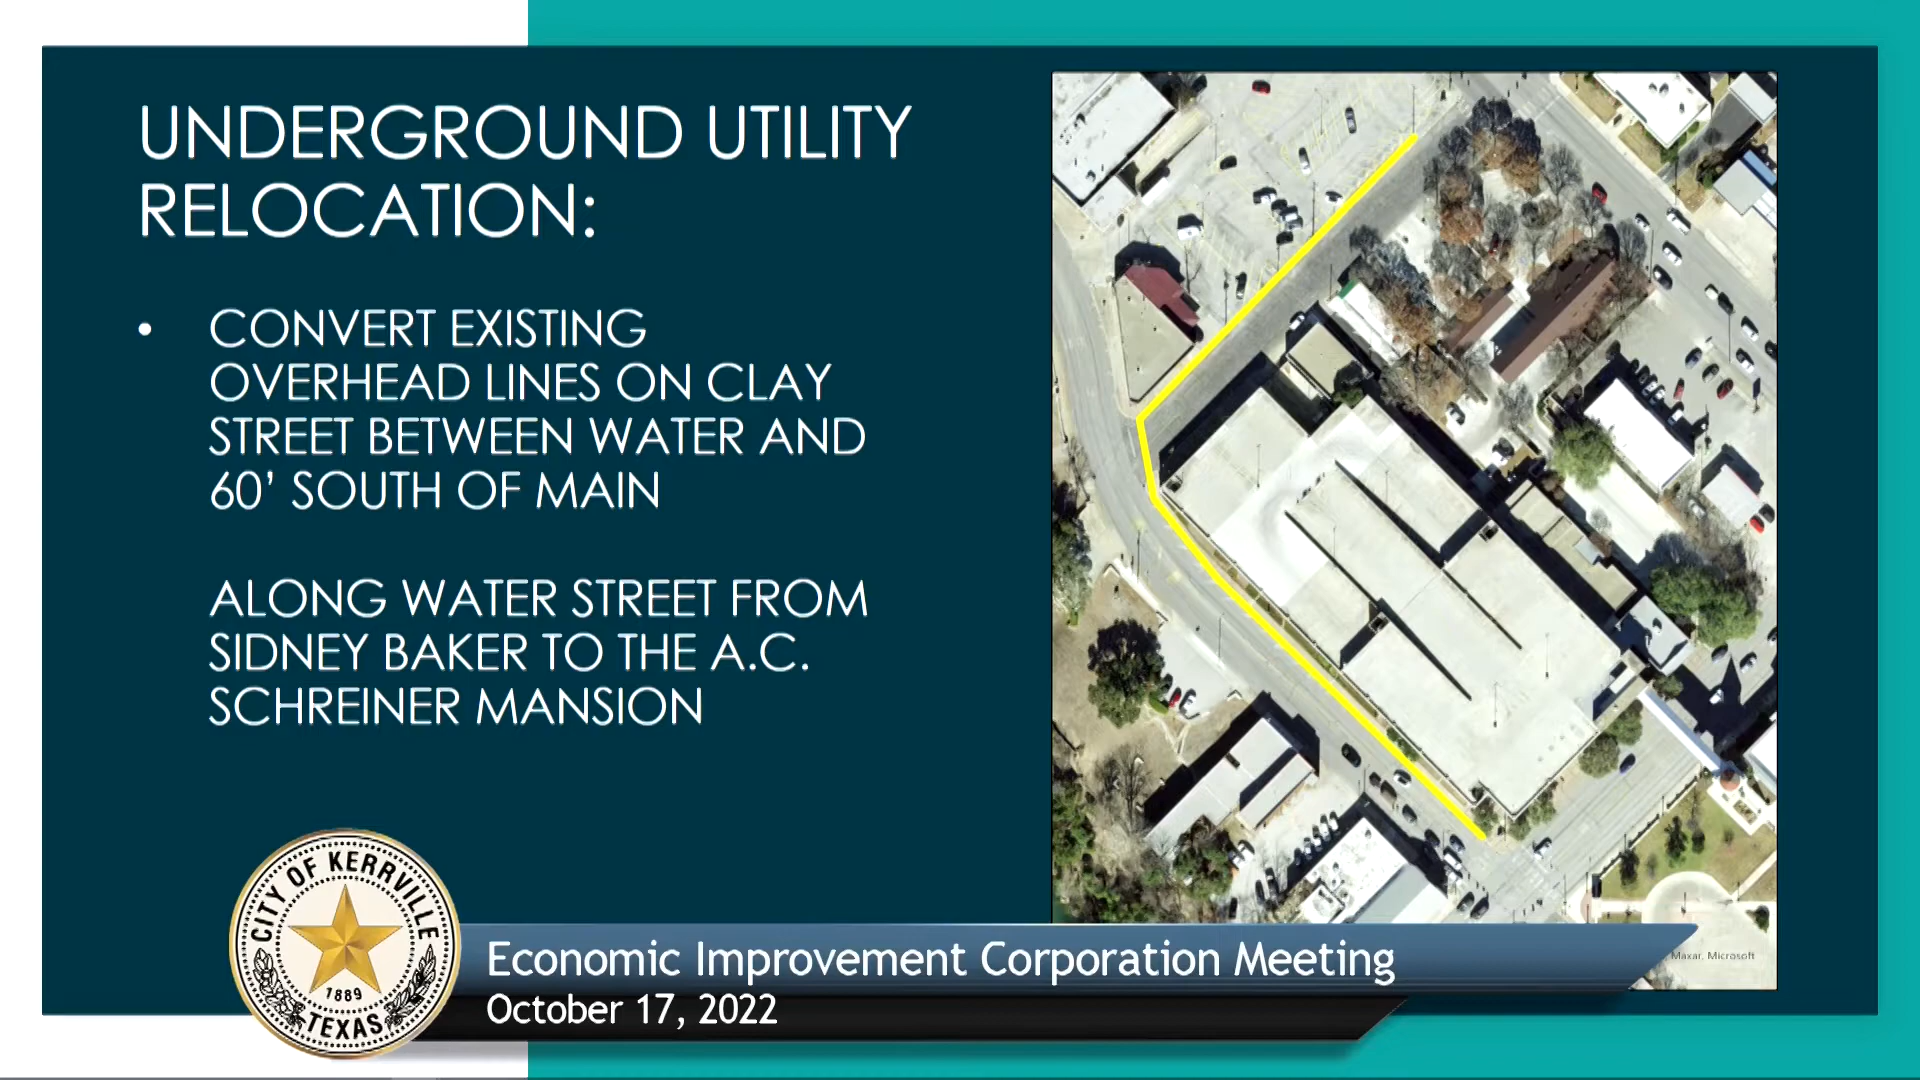 UNDERGROUND UTILITY
RELOCATION:
• CONVERT EXISTING
OVERHEAD LINES ON CLAY
STREET BETWEEN WATER AND
60’ SOUTH OF MAIN
ALONG WATER STREET FROM
SIDNEY BAKER TO THE A.C.
SCHREINER MANSION
CITY OF KERRVILLE
1889
TEXAS
Economic Improvement Corporation Meeting
October 17, 2022
Maxar, Microsoft